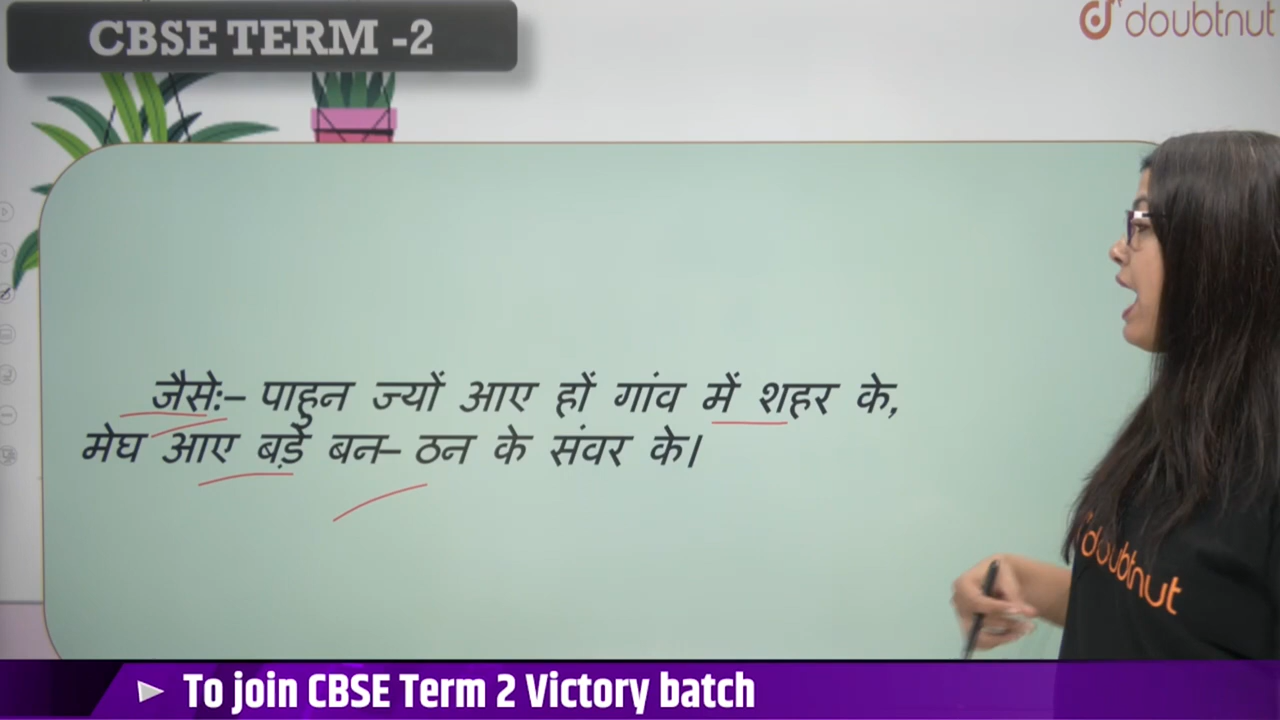 CBSE TERM -2
doubtnut
जैसेः– पाहुन ज्यों आए हों गांव में शहर के,
मेघ आए बड़े बन– ठन के संवर के।
doubtnut
To join CBSE Term 2 Victory batch